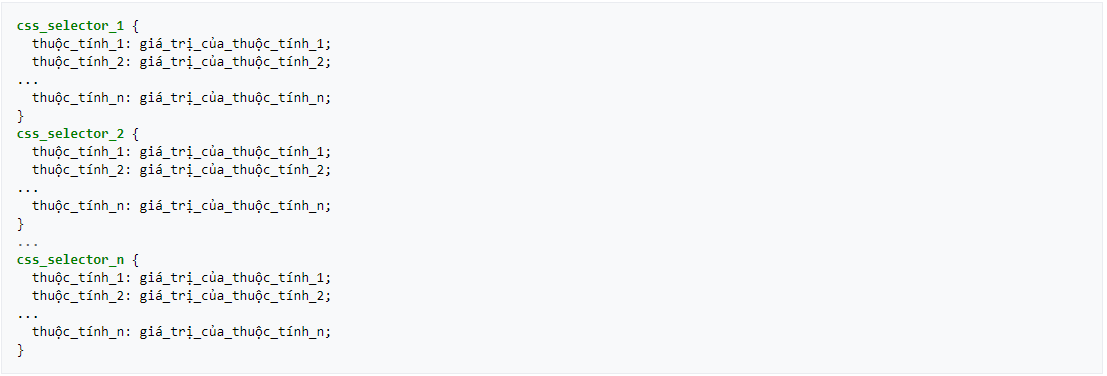 css_selector_1 {
  thuộc_tính_1: giá_trị_của_thuộc_tính_1;
  thuộc_tính_2: giá_trị_của_thuộc_tính_2;
...
  thuộc_tính_n: giá_trị_của_thuộc_tính_n;
}
css_selector_2 {
  thuộc_tính_1: giá_trị_của_thuộc_tính_1;
  thuộc_tính_2: giá_trị_của_thuộc_tính_2;
...
  thuộc_tính_n: giá_trị_của_thuộc_tính_n;
}
...
css_selector_n {
  thuộc_tính_1: giá_trị_của_thuộc_tính_1;
  thuộc_tính_2: giá_trị_của_thuộc_tính_2;
...
  thuộc_tính_n: giá_trị_của_thuộc_tính_n;
}